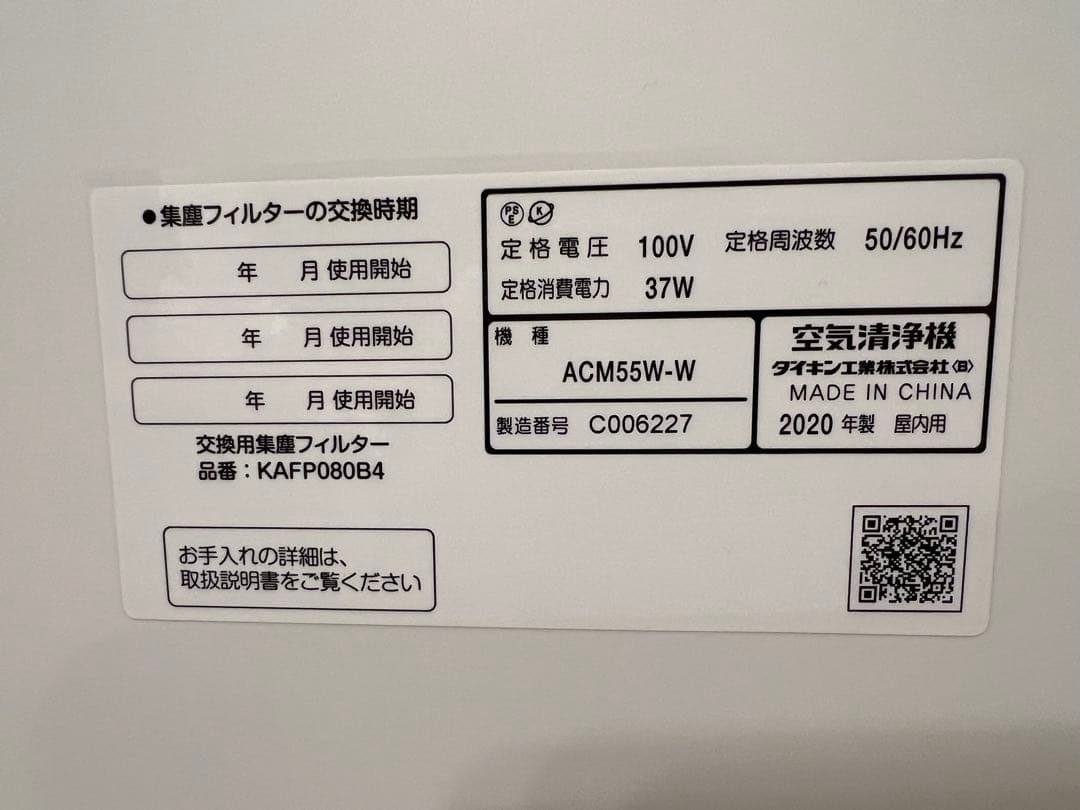 ●集塵フィルターの交換時期
年 月 使用開始
年 月 使用開始
年 月 使用開始
交換用集塵フィルター
品番：KAFP080B4
お手入れの詳細は、
取扱説明書をご覧ください
PSE K
定格電圧 100V 定格周波数 50/60Hz
定格消費電力 37W
機種
ACM55W-W
製造番号 C006227
空気清浄機
ダイキン工業株式会社〈B〉
MADE IN CHINA
2020年製 屋内用